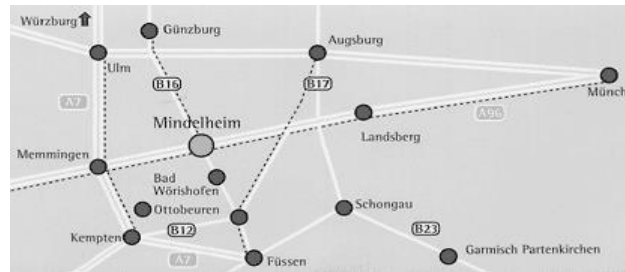 Würzburg
Günzburg
Augsburg
Ulm
B16
B17
Münch
A7
Mindelheim
A96
Landsberg
Memmingen
Bad
Wörishofen
Ottobeuren
Schongau
B12
B23
Kempten
Garmisch Partenkirchen
A7
Füssen